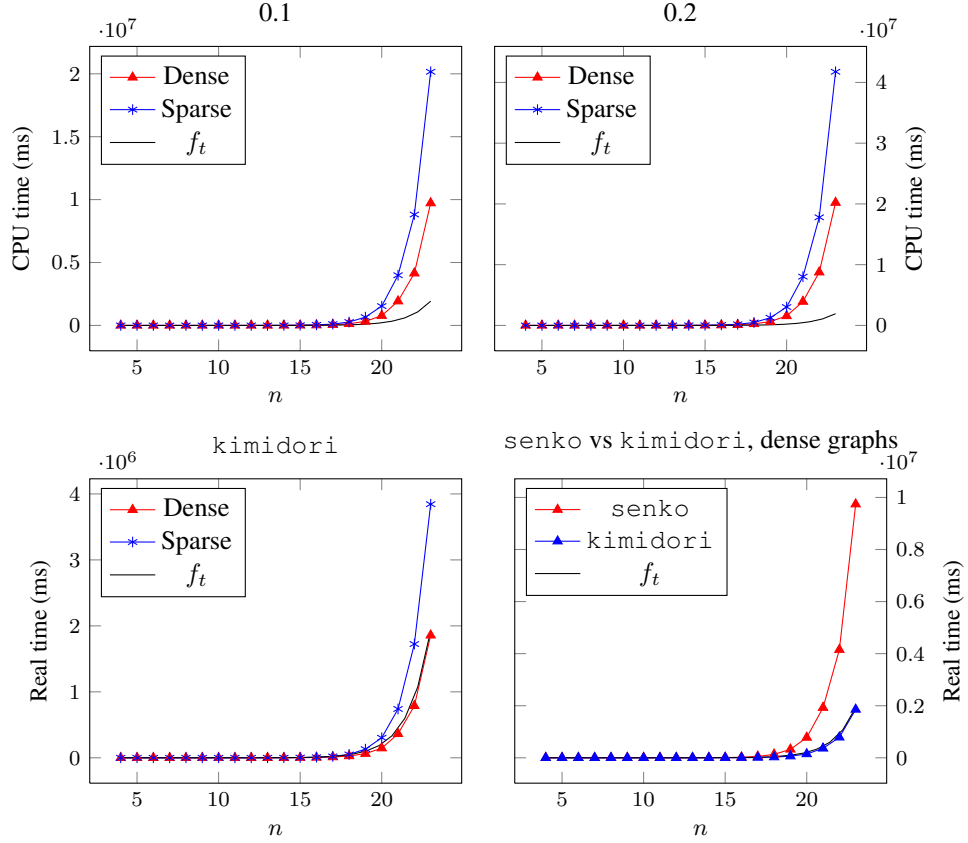 0.1
·10^7
2
1.5
1
0.5
0
CPU time (ms)
Dense
Sparse
f_t
5
10
15
20
n
0.2
·10^7
4
2
0
CPU time (ms)
Dense
Sparse
f_t
5
10
15
20
n
kimidori
·10^6
4
3
2
1
0
Real time (ms)
Dense
Sparse
f_t
5
10
15
20
n
senko vs kimidori, dense graphs
·10^7
1
0.8
0.6
0.4
0.2
0
Real time (ms)
senko
kimidori
f_t
5
10
15
20
n